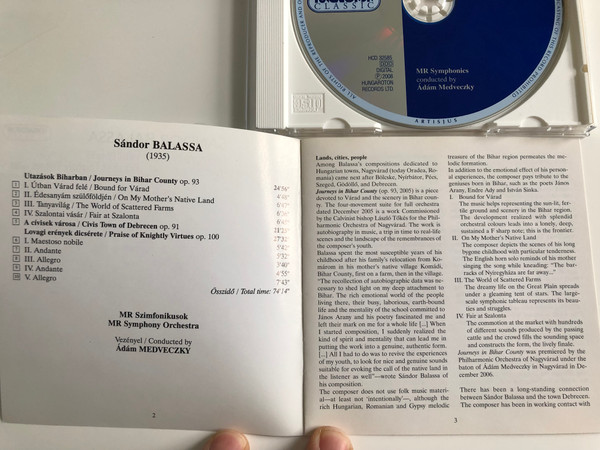 CLASSIC
HCD 32585
DIGITAL
℗ 2008
HUNGAROTON
RECORDS LTD
MR Symphonics
conducted by
Ádám Medveczky
ARTISJUS
Sándor BALASSA
(1935)
Utazások Biharban / Journeys in Bihar County op. 93
1 I. Útban Várad felé / Bound for Várad
2 II. Édesanyám szülőföldjén / On My Mother's Native Land
3 III. Tanyavilág / The World of Scattered Farms
4 IV. Szalontai vásár / Fair at Szalonta
5 A cívisek városa / Civis Town of Debrecen op. 91
Lovagi erények dicsérete / Praise of Knightly Virtues op. 100
6 I. Maestoso nobile
7 II. Andante
8 III. Allegro
9 IV. Andante
10 V. Allegro
Összidő / Total time: 74'14"
MR Szimfonikusok
MR Symphony Orchestra
Vezényel / Conducted by
Ádám MEDVECZKY
2
Lands, cities, people
Among Balassa's compositions dedicated to
Hungarian towns, Nagyvárad (today Oradea, Ro-
mania) came next after Bölcske, Nyitphер, Pécs,
Szeged, Gödöllő, and Debrecen.
Journeys in Bihar County (op. 93, 2005) is a piece
devoted to Várad and the scenery in Bihar coun-
ty. The four-movement suite for full orchestra
dated December 2005 is a work Commissioned
by the Calvinist bishop László Tőkés for the Phil-
harmonic Orchestra of Nagyvárad. The work is
autobiography in music, a trip in time to real-life
scenes and the landscape of the remembrances of
the composer's youth.
Balassa spent the most susceptible years of his
childhood after his family's relocation from Ko-
márom in his mother's native village Komádi,
Bihar County, first on a farm, then in the village.
"The recollection of autobiographic data was nec-
essary to shed light on my deep attachment to
Bihar. The rich emotional world of the people
living there, their busy, laborious, earth-bound
life and the mentality of the school committed to
János Arany and his poetry fascinated me and
left their mark on me for a whole life [...] When
I started composition, I suddenly realized the
kind of spirit and mentality that can lead me in
putting the work into a genuine, authentic form.
[...] All I had to do was to revive the experiences
of my youth, to look for nice and genuine sounds
suitable for evoking the call of the native land in
the listener as well"—wrote Sándor Balassa of
his composition.
The composer does not use folk music materi-
al—at least not 'intentionally'—, although the
rich Hungarian, Romanian and Gypsy melodic
treasure of the Bihar region permeates the me-
lodic formation.
In addition to the emotional effect of his person-
al experiences, the composer pays tribute to the
geniuses born in Bihar, such as the poets János
Arany, Endre Ady and István Sinka.
I. Bound for Várad
The music helps representing the sun-lit, fer-
tile ground and scenery in the Bihar region.
The development realized with splendid
orchestral colours leads into a lonely, deep,
sustained a F sharp note; this is the frontier.
II. On My Mother's Native Land
The composer depicts the scenes of his long
bygone childhood with particular tenderness.
The English horn solo reminds of his mother
singing the song while kneading: "The bar-
racks of Nyíregyháza are far away..."
III. The World of Scattered Farms
The dreamy life on the Great Plain spreads
under a gleaming tent of stars. The large-
scale symphonic tableau represents its beau-
ties and struggles.
IV. Fair at Szalonta
The commotion at the market with hundreds
of different sounds produced by the passing
cattle and the crowd fills the sounding space
and constructs the form, the lively finale.
Journeys in Bihar County was premiered by the
Philharmonic Orchestra of Nagyvárad under the
baton of Ádám Medveczky in Nagyvárad in De-
cember 2006.
There has been a long-standing connection
between Sándor Balassa and the town Debrecen.
The composer has been in working contact with
3